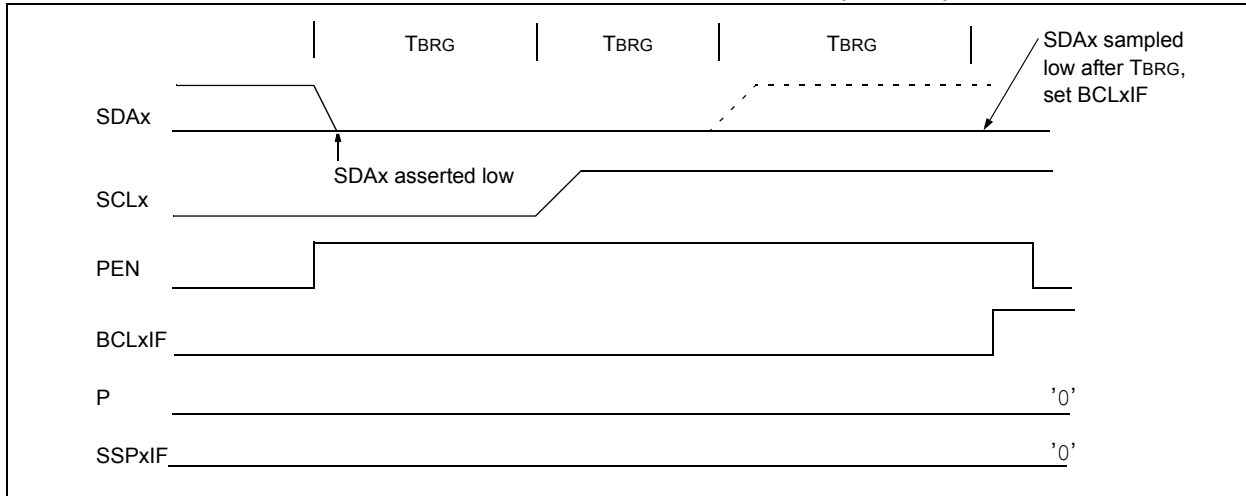 TBRG TBRG TBRG
SDAx sampled
low after TBRG,
set BCLxIF
SDAx
SDAx asserted low
SCLx
PEN
BCLxIF
P '0'
SSPxIF '0'